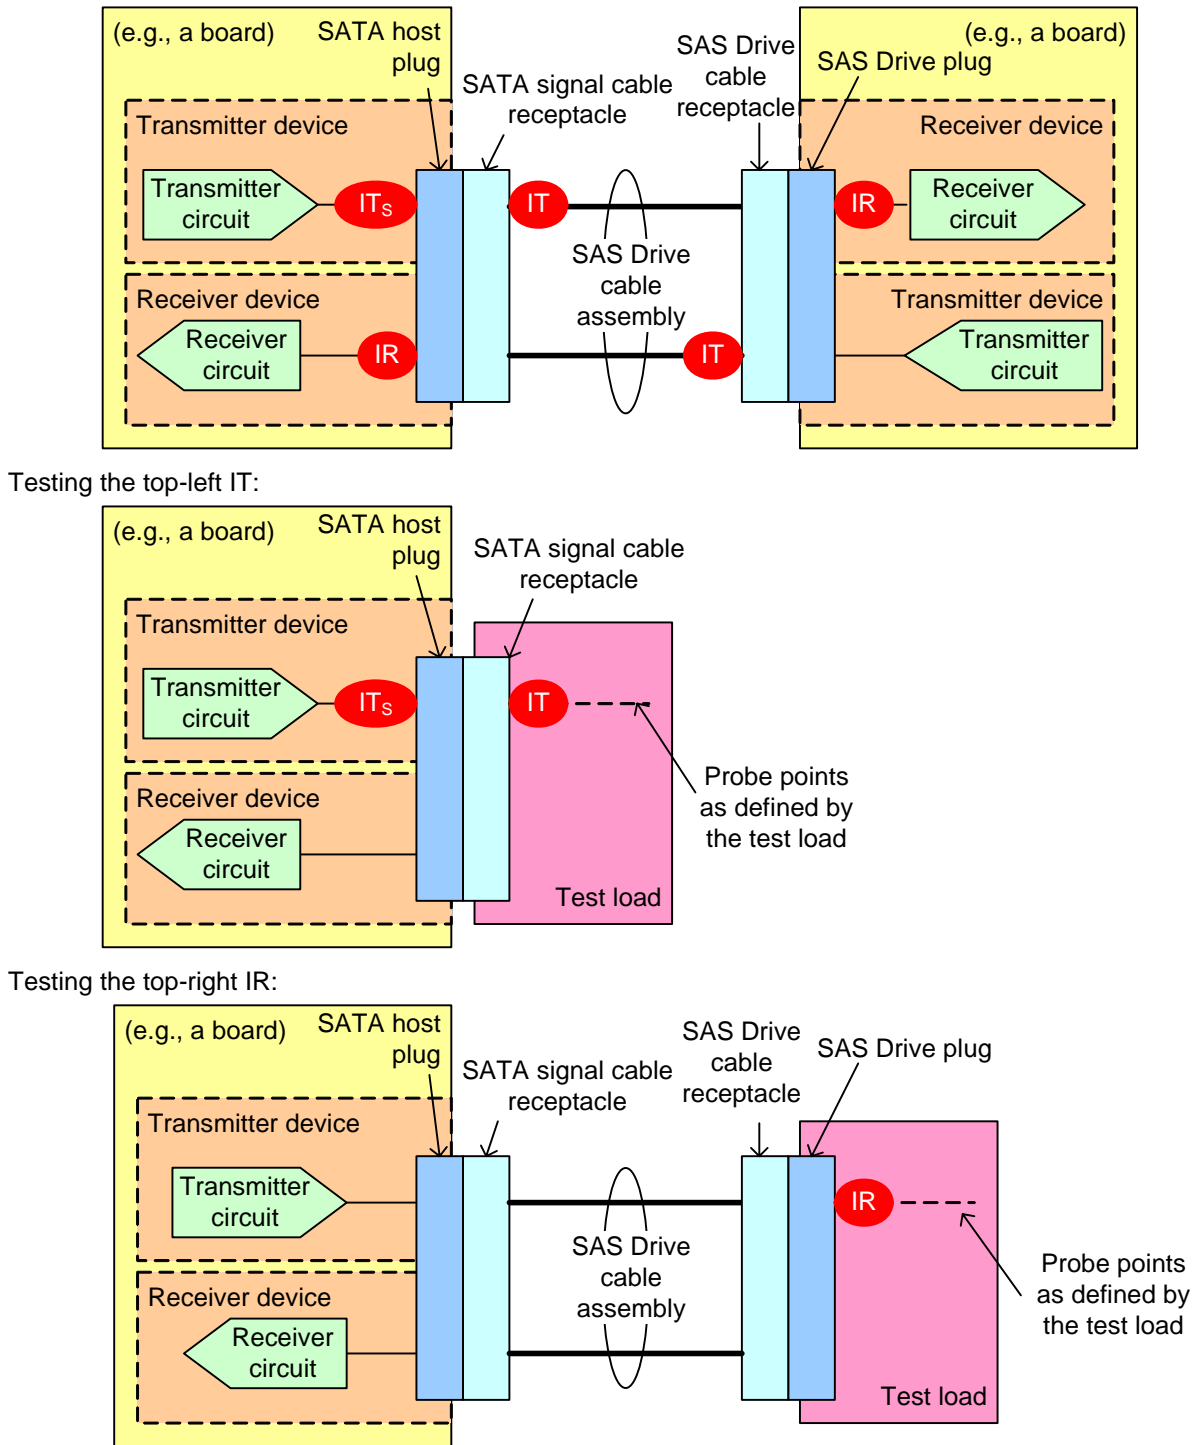 (e.g., a board)
SATA host
plug
SATA signal cable
receptacle
SAS Drive
cable
receptacle
SAS Drive plug
(e.g., a board)
Transmitter device
Transmitter
circuit
ITS
IT
Receiver device
IR
Receiver
circuit
SAS Drive
cable
assembly
Receiver device
Receiver
circuit
IR
IT
Transmitter device
Transmitter
circuit
Testing the top-left IT:
(e.g., a board)
SATA host
plug
SATA signal cable
receptacle
Transmitter device
Transmitter
circuit
ITS
IT
Receiver device
Receiver
circuit
Probe points
as defined by
the test load
Test load
Testing the top-right IR:
(e.g., a board)
SATA host
plug
SATA signal cable
receptacle
SAS Drive
cable
receptacle
SAS Drive plug
Transmitter device
Transmitter
circuit
IR
SAS Drive
cable
assembly
Receiver device
Receiver
circuit
Probe points
as defined by
the test load
Test load